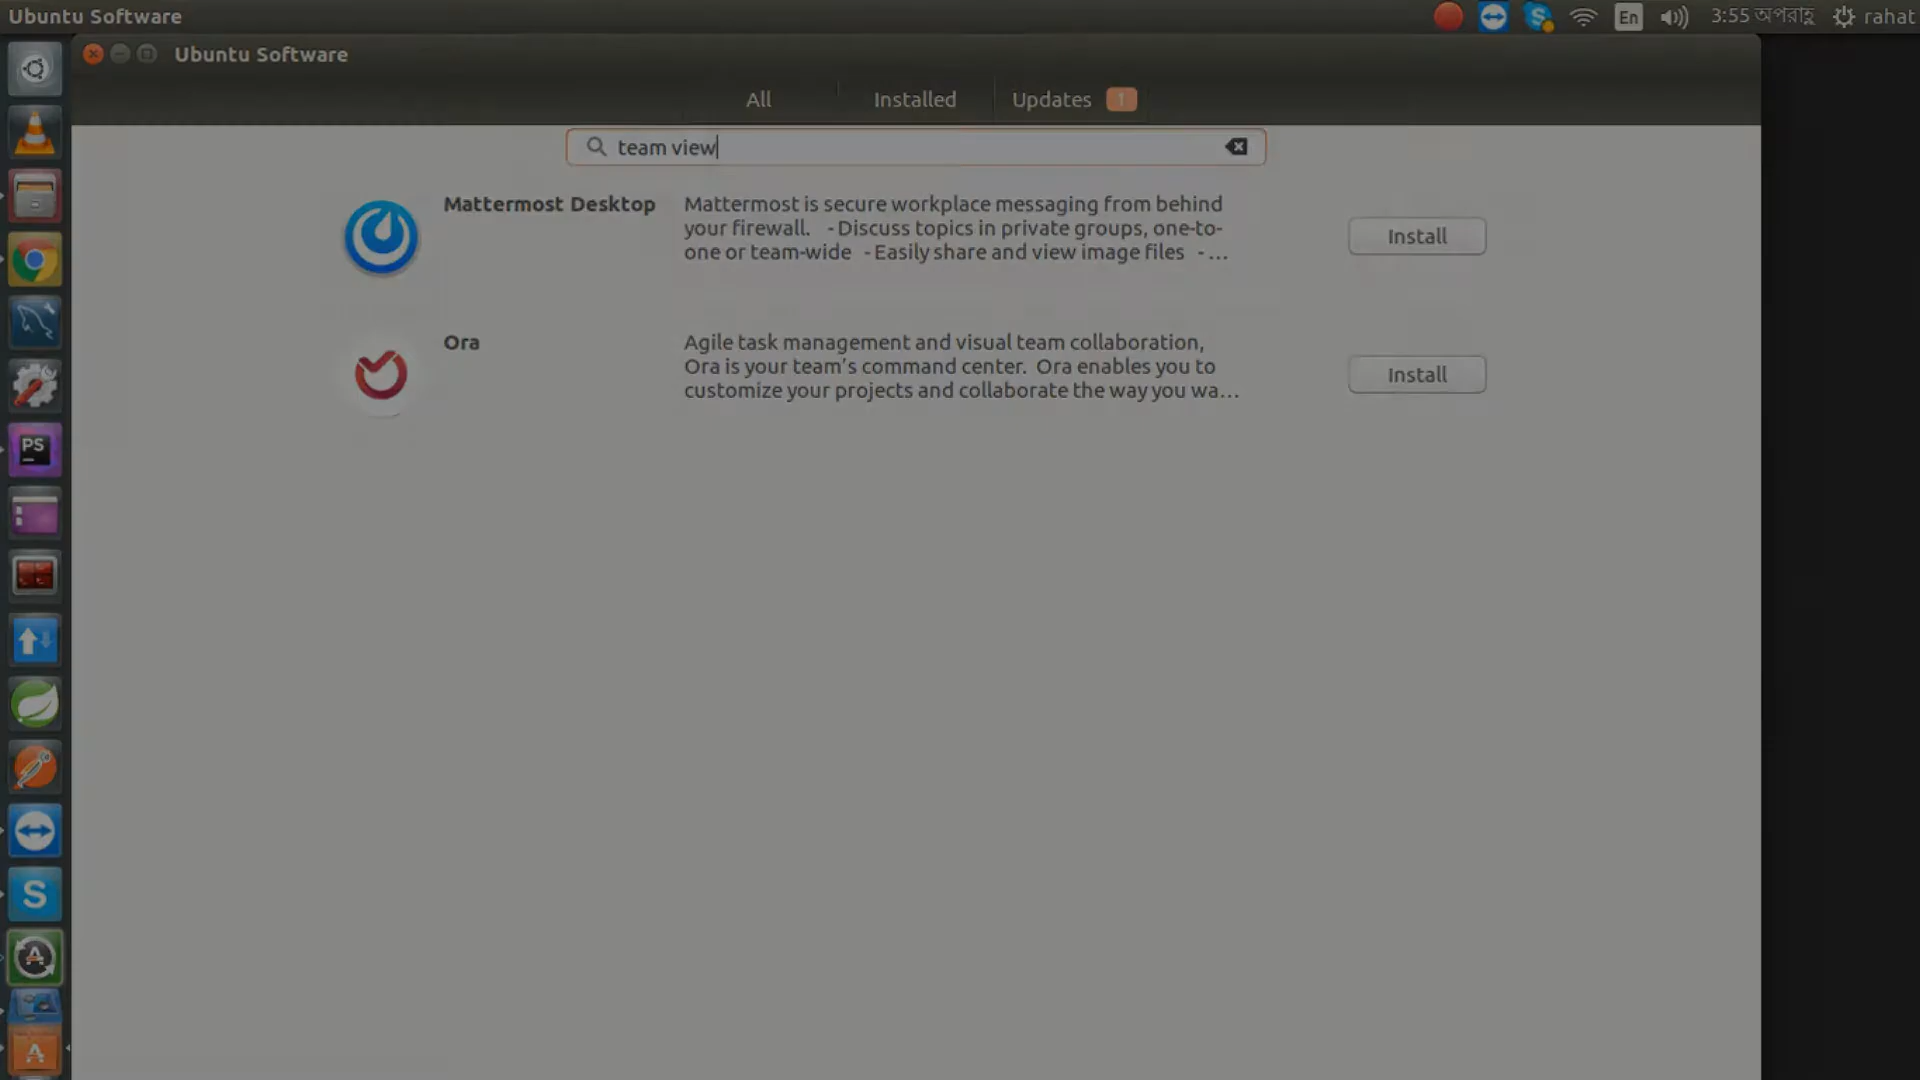 Ubuntu Software
En
3:55 অপরাহ্ণ
rahat
Ubuntu Software
All
Installed
Updates 1
team view
Mattermost Desktop
Mattermost is secure workplace messaging from behind
your firewall. - Discuss topics in private groups, one-to-
one or team-wide - Easily share and view image files - ...
Install
Ora
Agile task management and visual team collaboration,
Ora is your team's command center. Ora enables you to
customize your projects and collaborate the way you wa...
Install
PS
S
A
A